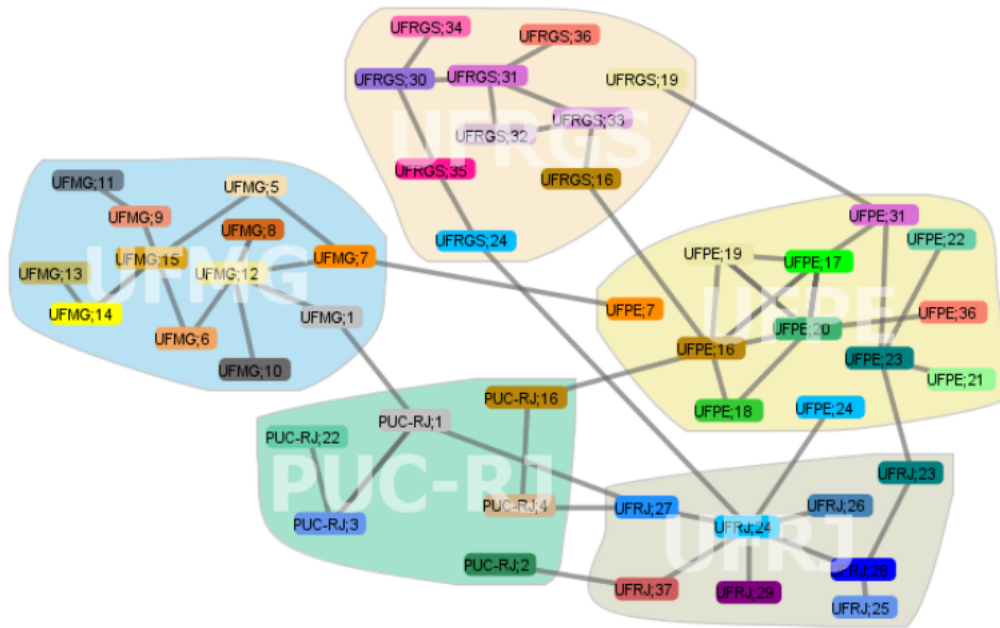 UFRGS;34
UFRGS;36
UFRGS;30
UFRGS;31
UFRGS;19
UFRGS;33
UFRGS;32
UFRGS
UFRGS;35
UFRGS;16
UFRGS;24
UFMG;11
UFMG;5
UFMG;9
UFMG;8
UFMG;15
UFMG;7
UFMG;13
UFMG;12
UFMG
UFMG;14
UFMG;1
UFMG;6
UFMG;10
UFPE;31
UFPE;22
UFPE;19
UFPE;17
UFPE;7
UFPE
UFPE;36
UFPE;20
UFPE;16
UFPE;23
UFPE;21
UFPE;18
UFPE;24
PUC-RJ;16
PUC-RJ;1
PUC-RJ;22
PUC-RJ
PUC-RJ;4
PUC-RJ;3
PUC-RJ;2
UFRJ;23
UFRJ;27
UFRJ;26
UFRJ;24
UFRJ
UFRJ;28
UFRJ;37
UFRJ;29
UFRJ;25